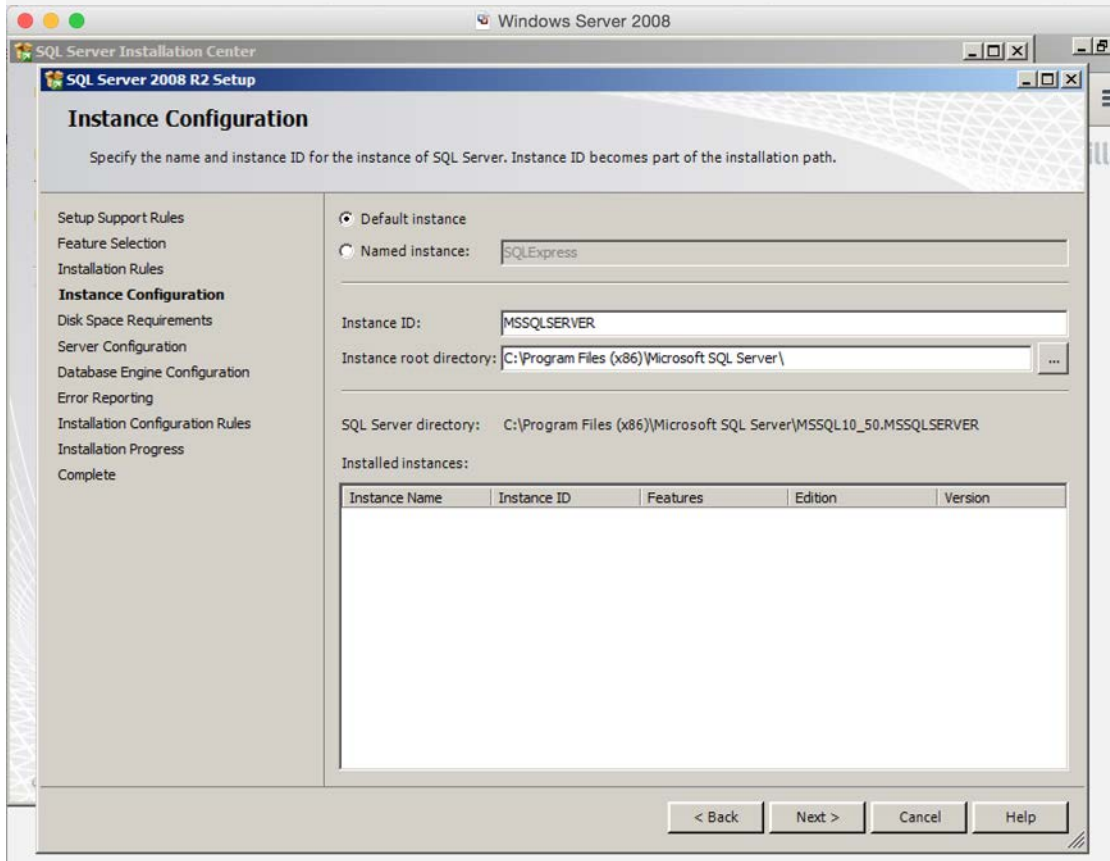 Windows Server 2008
SQL Server Installation Center
SQL Server 2008 R2 Setup
Instance Configuration
Specify the name and instance ID for the instance of SQL Server. Instance ID becomes part of the installation path.
Setup Support Rules
Feature Selection
Installation Rules
Instance Configuration
Disk Space Requirements
Server Configuration
Database Engine Configuration
Error Reporting
Installation Configuration Rules
Installation Progress
Complete
Default instance
Named instance: SQLExpress
Instance ID: MSSQLSERVER
Instance root directory: C:\Program Files (x86)\Microsoft SQL Server\ ...
SQL Server directory: C:\Program Files (x86)\Microsoft SQL Server\MSSQL10_50.MSSQLSERVER
Installed instances:
Instance Name Instance ID Features Edition Version
< Back Next > Cancel Help